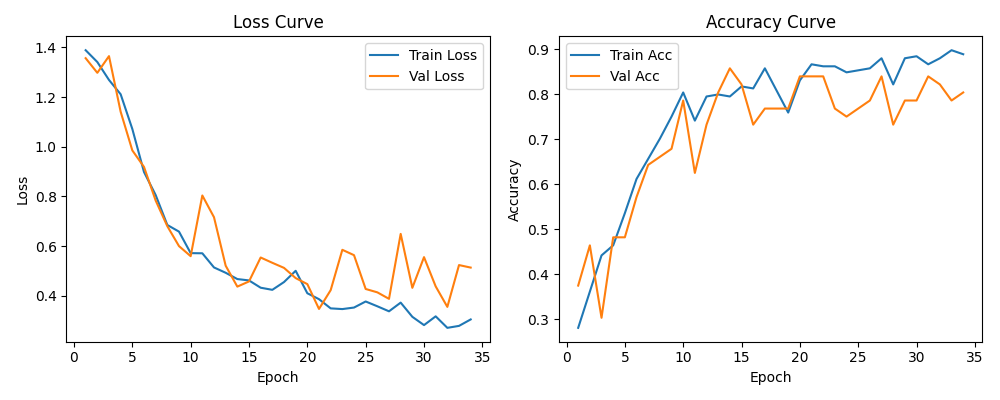 Loss Curve
Train Loss
Val Loss
Loss
1.4
1.2
1.0
0.8
0.6
0.4
0 5 10 15 20 25 30 35
Epoch
Accuracy Curve
Train Acc
Val Acc
Accuracy
0.9
0.8
0.7
0.6
0.5
0.4
0.3
0 5 10 15 20 25 30 35
Epoch